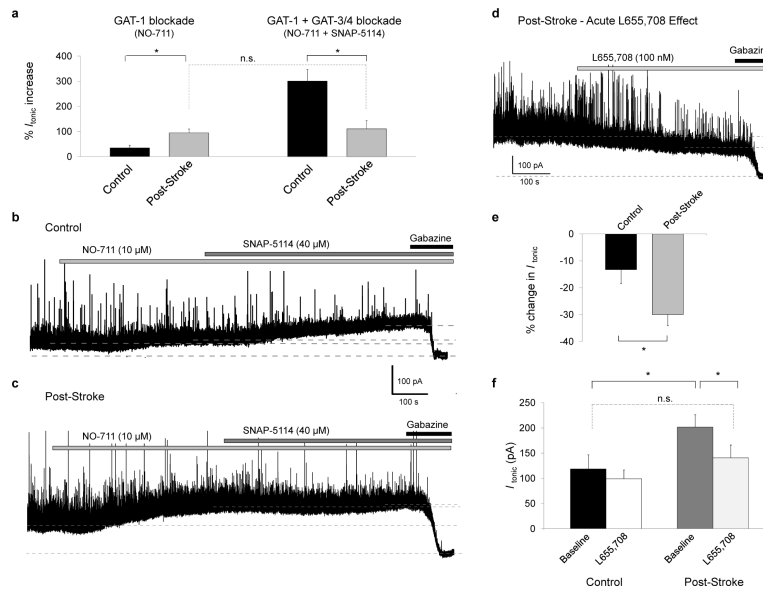 a
GAT-1 blockade
(NO-711)
GAT-1 + GAT-3/4 blockade
(NO-711 + SNAP-5114)
*
n.s.
*
% Itonic increase
400
300
200
100
0
Control
Post-Stroke
Control
Post-Stroke
b
Control
Gabazine
SNAP-5114 (40 µM)
NO-711 (10 µM)
100 pA
100 s
c
Post-Stroke
Gabazine
SNAP-5114 (40 µM)
NO-711 (10 µM)
d
Post-Stroke - Acute L655,708 Effect
Gabazine
L655,708 (100 nM)
100 pA
100 s
e
Control
Post-Stroke
% change in I tonic
0
-10
-20
-30
-40
*
f
*
*
n.s.
I tonic (pA)
250
200
150
100
50
0
Baseline
L655,708
Baseline
L655,708
Control
Post-Stroke